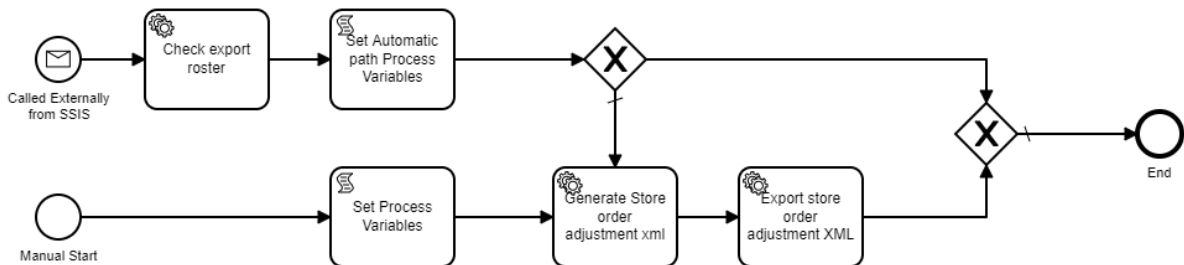 Check export
roster
Set Automatic
path Process
Variables
Called Externally
from SSIS
End
Set Process
Variables
Generate Store
order
adjustment xml
Export store
order
adjustment XML
Manual Start